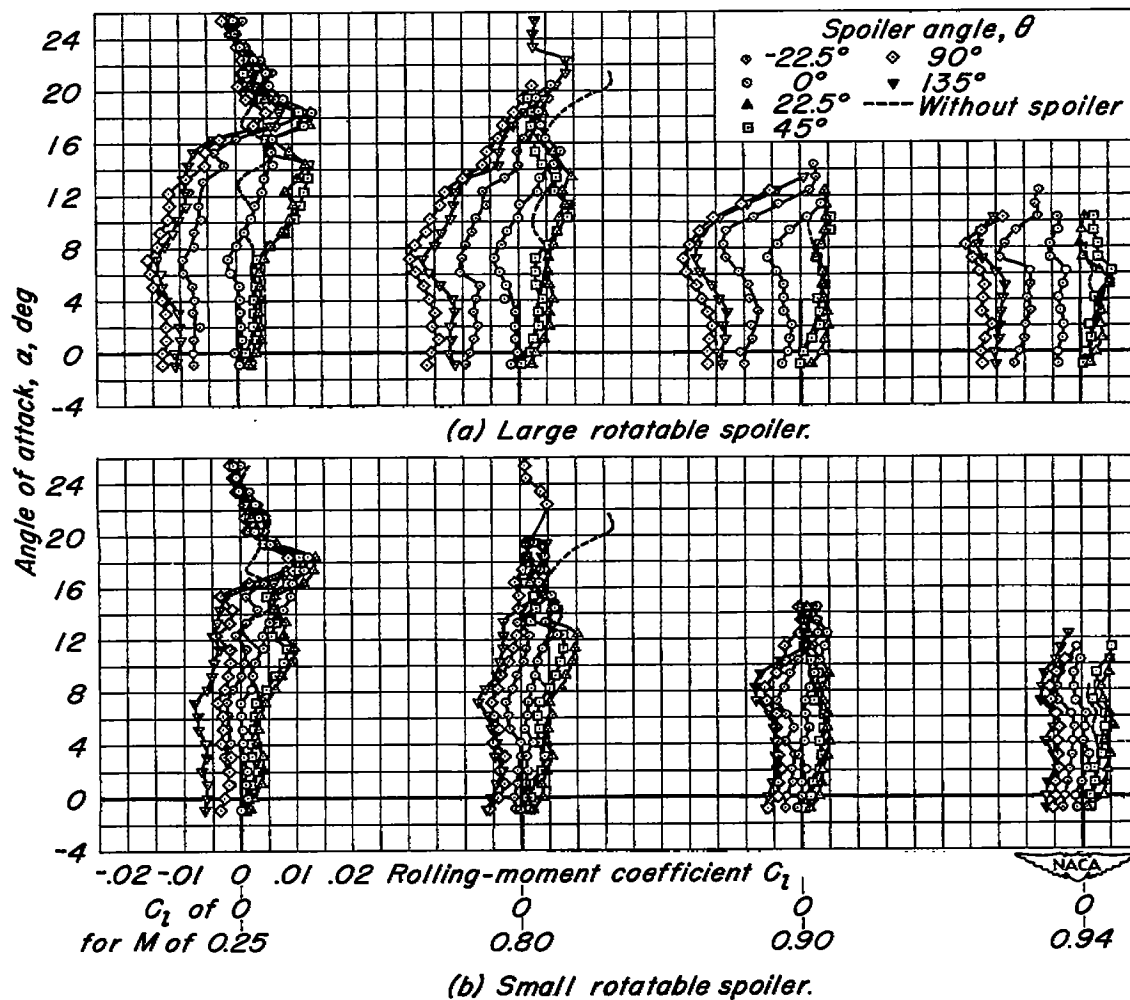 Spoiler angle, θ
-22.5° 90°
0° 135°
22.5° Without spoiler
45°
Angle of attack, α, deg
24
20
16
12
8
4
0
-4
(a) Large rotatable spoiler.
24
20
16
12
8
4
0
-4
-.02 -.01 0 .01 .02 Rolling-moment coefficient Cl
NACA
Cl of 0 0 0 0
for M of 0.25 0.80 0.90 0.94
(b) Small rotatable spoiler.